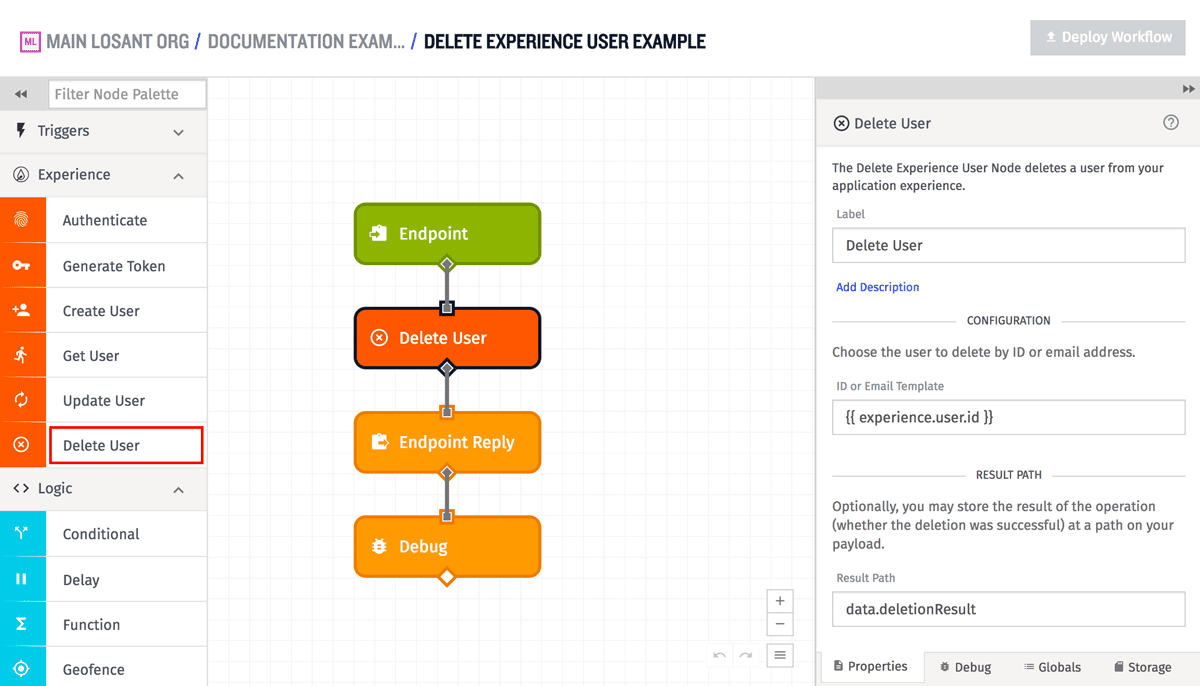 ML MAIN LOSANT ORG / DOCUMENTATION EXAM... / DELETE EXPERIENCE USER EXAMPLE
Deploy Workflow
Filter Node Palette
Triggers
Experience
Authenticate
Generate Token
Create User
Get User
Update User
Delete User
Logic
Conditional
Delay
Function
Geofence
Endpoint
Delete User
Endpoint Reply
Debug
Delete User
The Delete Experience User Node deletes a user from your
application experience.
Label
Delete User
Add Description
CONFIGURATION
Choose the user to delete by ID or email address.
ID or Email Template
{{ experience.user.id }}
RESULT PATH
Optionally, you may store the result of the operation
(whether the deletion was successful) at a path on your
payload.
Result Path
data.deletionResult
Properties Debug Globals Storage